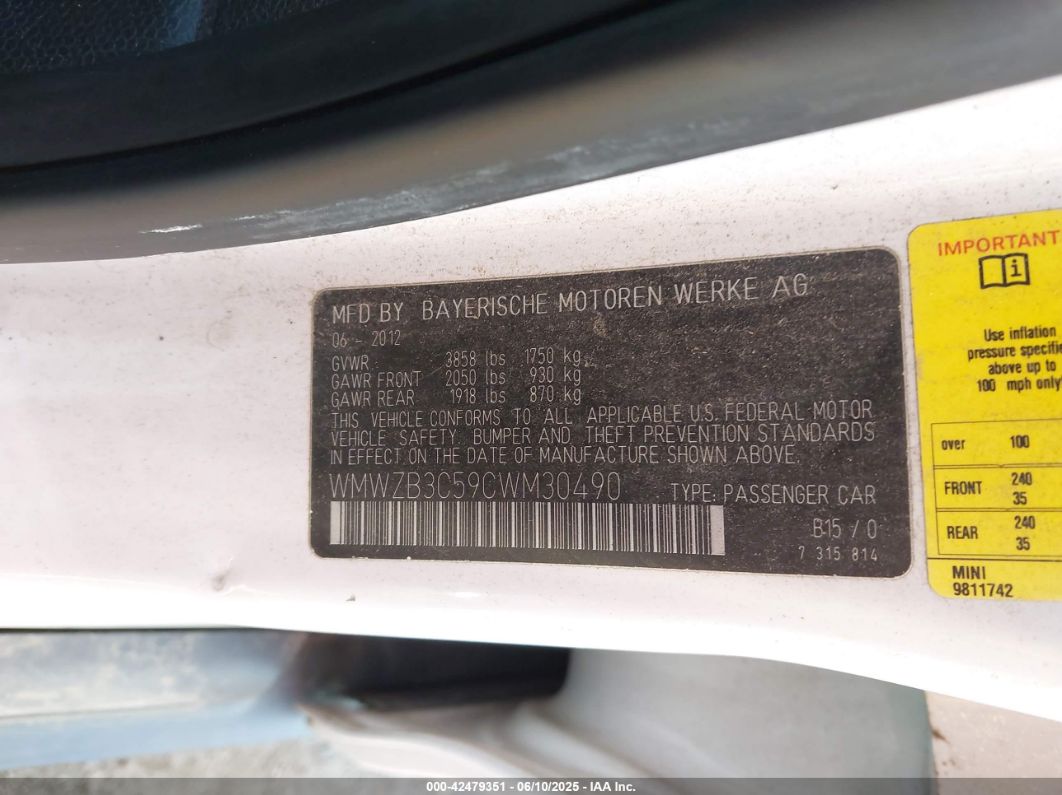 MFD BY BAYERISCHE MOTOREN WERKE AG
06 - 2012
GVWR 3858 lbs 1750 kg
GAWR FRONT 2050 lbs 930 kg
GAWR REAR 1918 lbs 870 kg
THIS VEHICLE CONFORMS TO ALL APPLICABLE U.S. FEDERAL MOTOR
VEHICLE SAFETY, BUMPER AND THEFT PREVENTION STANDARDS
IN EFFECT ON THE DATE OF MANUFACTURE SHOWN ABOVE.
WMWZB3C59CWM30490 TYPE: PASSENGER CAR
B15 / 0
7 315 814
IMPORTANT
i
Use inflation
pressure specifie
above up to
100 mph only
over 100
FRONT 240
35
REAR 240
35
MINI
9811742
000-42479351 - 06/10/2025 - IAA Inc.